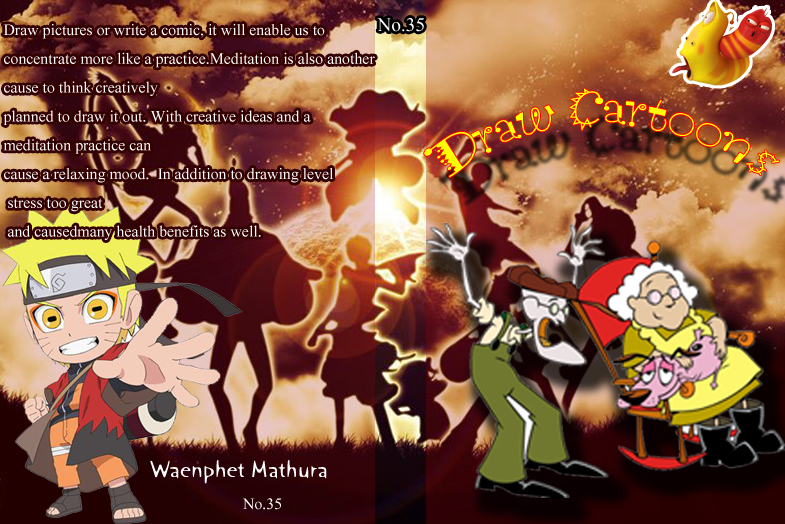 Draw pictures or write a comic, it will enable us to
concentrate more like a practice.Meditation is also another
cause to think creatively
planned to draw it out. With creative ideas and a
meditation practice can
cause a relaxing mood. In addition to drawing level
stress too great
and causedmany health benefits as well.
Waenphet Mathura
No.35
No.35
Draw Cartoons